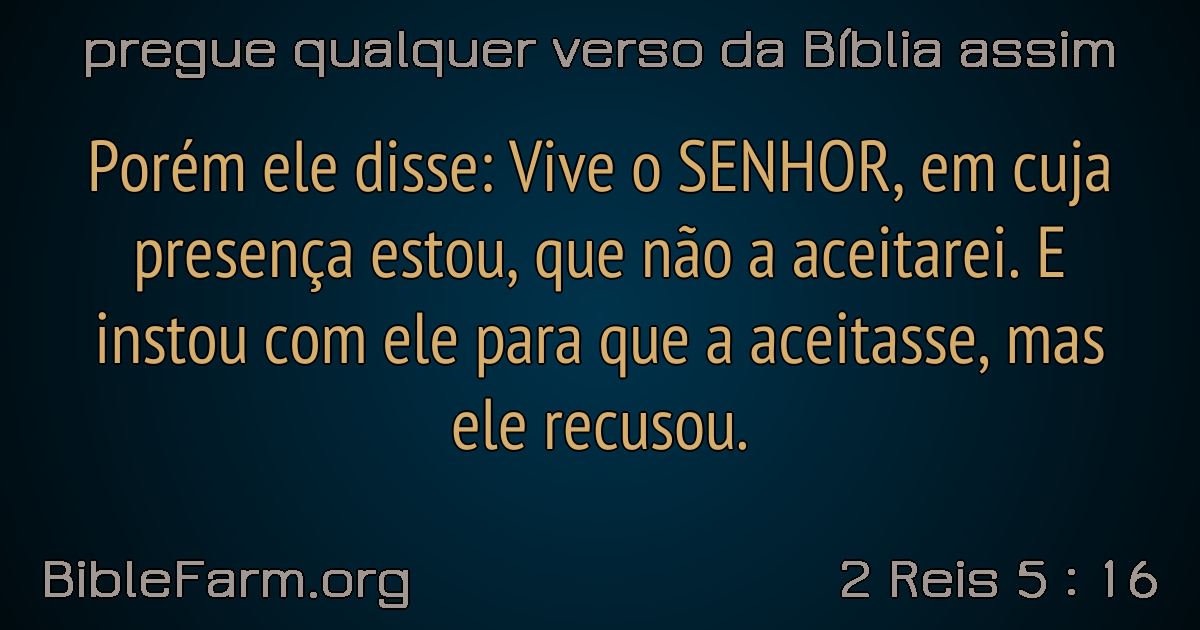 pregue qualquer verso da Bíblia assim
Porém ele disse: Vive o SENHOR, em cuja
presença estou, que não a aceitarei. E
instou com ele para que a aceitasse, mas
ele recusou.
BibleFarm.org
2 Reis 5 : 16